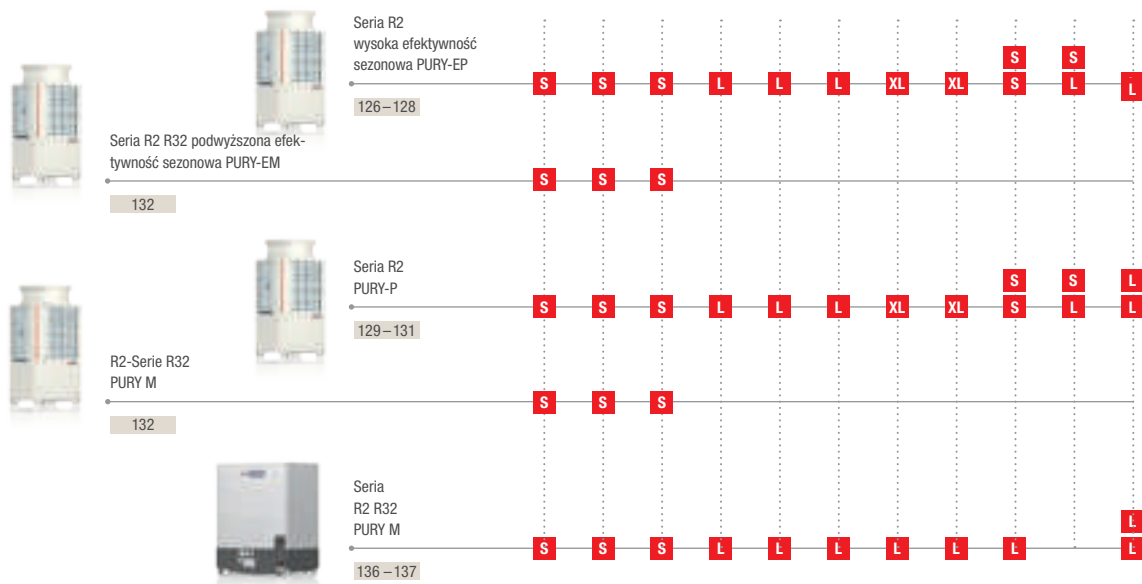 Seria R2
wysoka efektywność
sezonowa PURY-EP
S S
S S S L L L XL XL S L L
126–128
Seria R2 R32 podwyższona efek-
tywność sezonowa PURY-EM
S S S
132
Seria R2
PURY-P
S S L
S S S L L L XL XL S L L
129–131
R2-Serie R32
PURY M
S S S
132
Seria
R2 R32
PURY M
L
S S S L L L L L L L
136–137